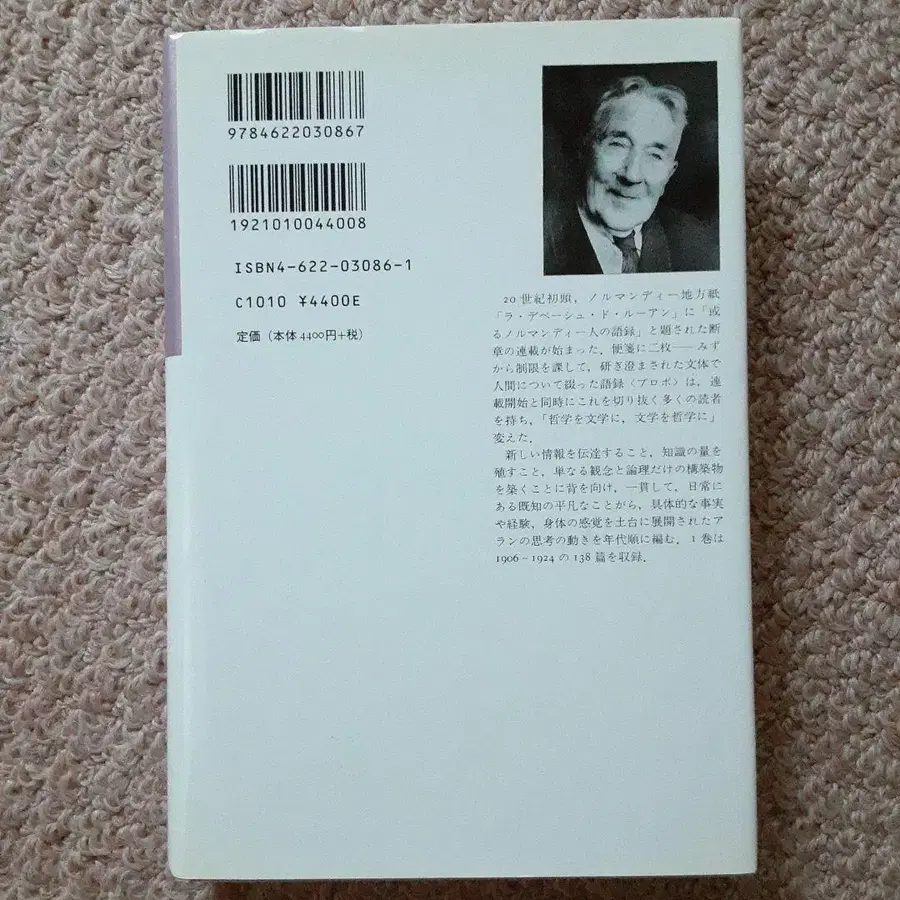 9784622030867
1921010044008
ISBN4-622-03086-1
C1010 ¥4400E
定価（本体4400円+税）
20世紀初頭，ノルマンディー地方紙
「ラ・デペーシュ・ド・ルーアン」に「或
るノルマンディー人の語録」と題された断
章の連載が始まった．便箋に二枚——みず
から制限を課して，研ぎ澄まされた文体で
人間について綴った語録〈プロポ〉は，連
載開始と同時にこれを切り抜く多くの読者
を持ち，「哲学を文学に，文学を哲学に」
変えた．
新しい情報を伝達すること，知識の量を
殖すこと，単なる観念と論理だけの構築物
を築くことに背を向け，一貫して，日常に
ある既知の平凡なことがら，具体的な事実
や経験，身体の感覚を土台に展開されたア
ランの思考の動きを年代順に編む．1巻は
1906－1924の138篇を収録．